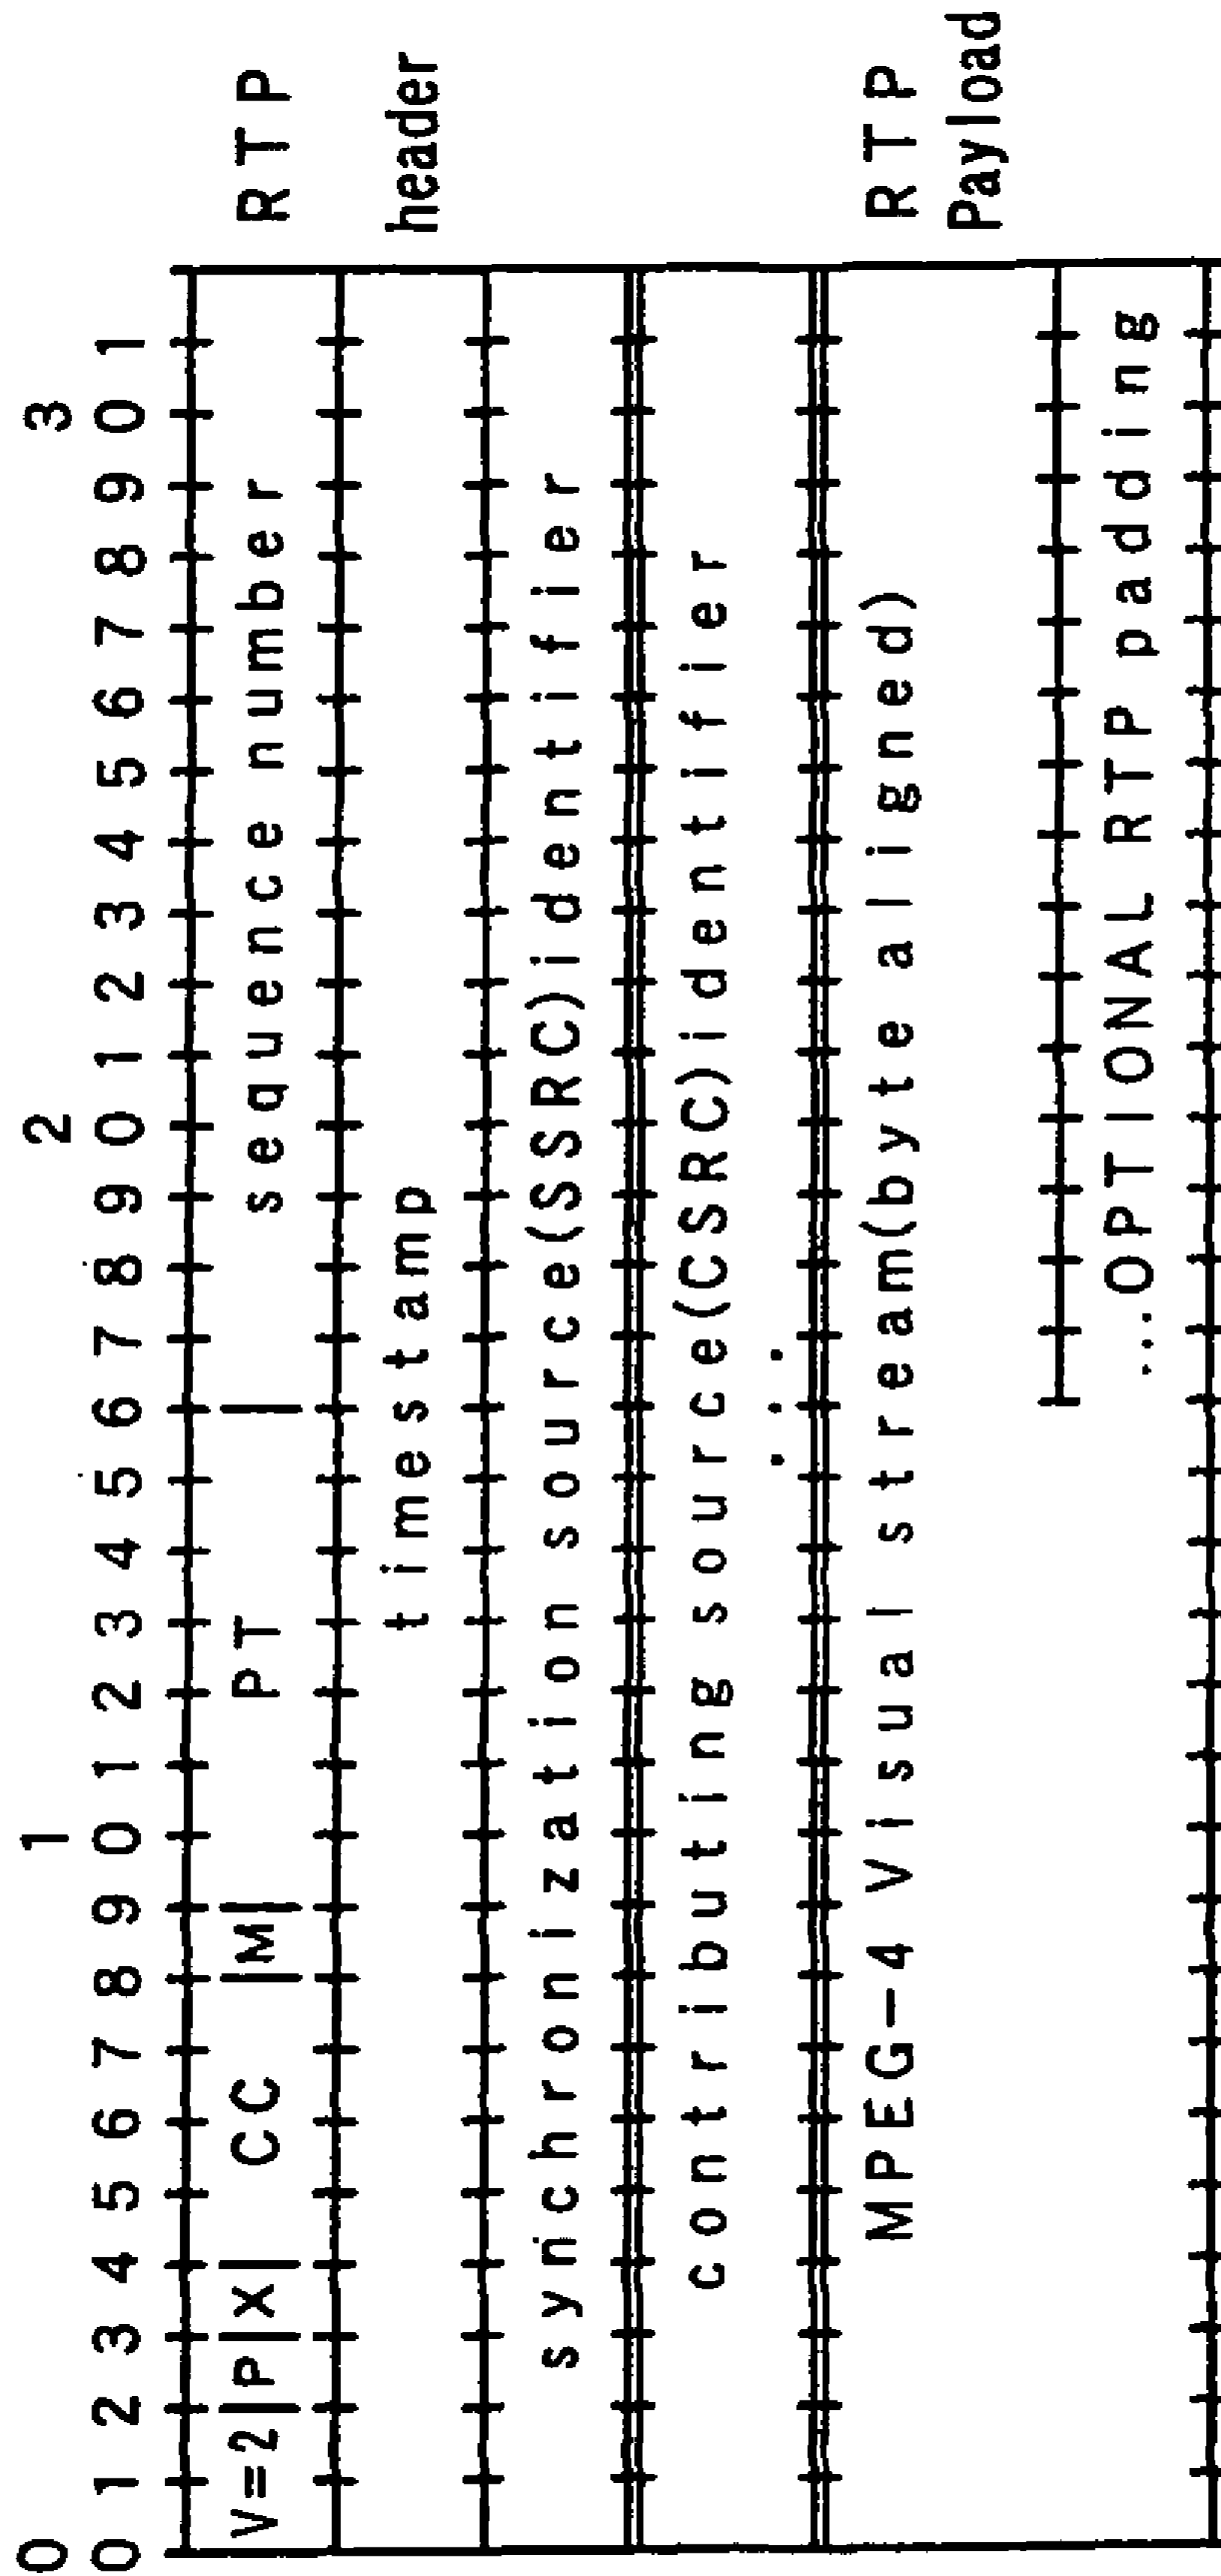 0 1 2 3
0 1 2 3 4 5 6 7 8 9 0 1 2 3 4 5 6 7 8 9 0 1 2 3 4 5 6 7 8 9 0 1
V=2|P|X| CC |M| PT | sequence number RTP
timestamp header
synchronization source(SSRC)identifier
contributing source(CSRC)identifier
...
MPEG-4 Visual stream(byte aligned) RTP
Payload
...OPTIONAL RTP padding